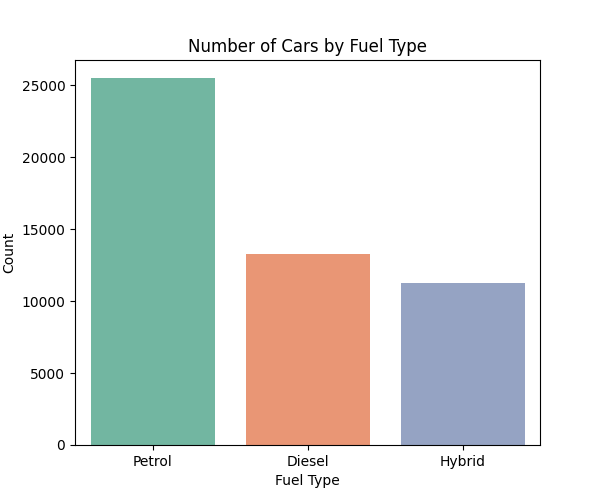 Number of Cars by Fuel Type
25000
20000
15000
10000
5000
0
Count
Petrol
Diesel
Hybrid
Fuel Type